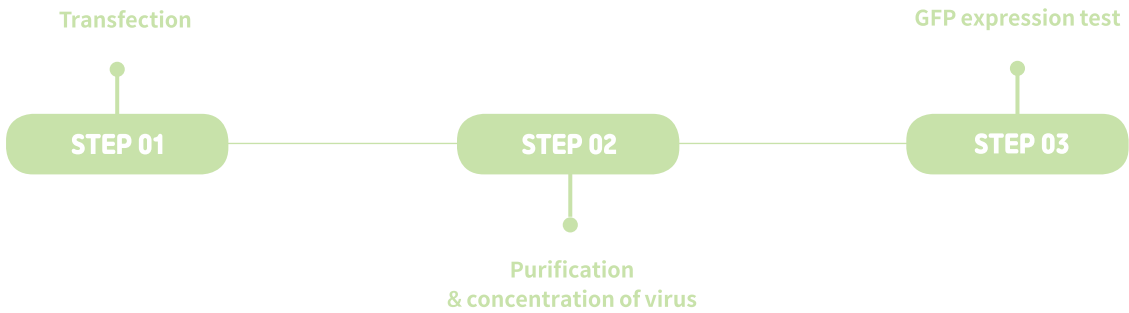 Transfection
GFP expression test
STEP 01
STEP 02
STEP 03
Purification
& concentration of virus